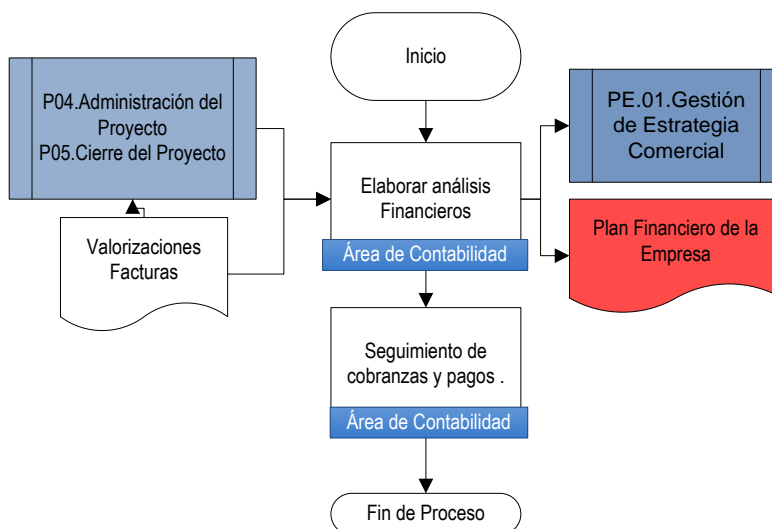 Inicio
P04.Administración del
Proyecto
P05.Cierre del Proyecto
PE.01.Gestión
de Estrategia
Comercial
Elaborar análisis
Financieros
Área de Contabilidad
Valorizaciones
Facturas
Plan Financiero de la
Empresa
Seguimiento de
cobranzas y pagos .
Área de Contabilidad
Fin de Proceso